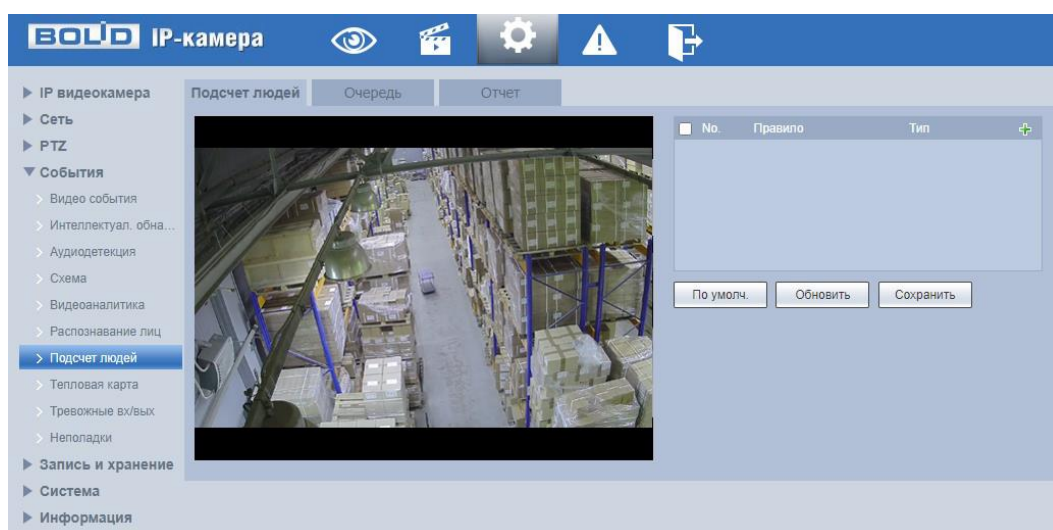 BOLID IP-камера
IP видеокамера
Сеть
PTZ
События
Видео события
Интеллектуал. обна...
Аудиодетекция
Схема
Видеоаналитика
Распознавание лиц
Подсчет людей
Тепловая карта
Тревожные вх/вых
Неполадки
Запись и хранение
Система
Информация
Подсчет людей Очередь Отчет
No. Правило Тип
По умолч. Обновить Сохранить